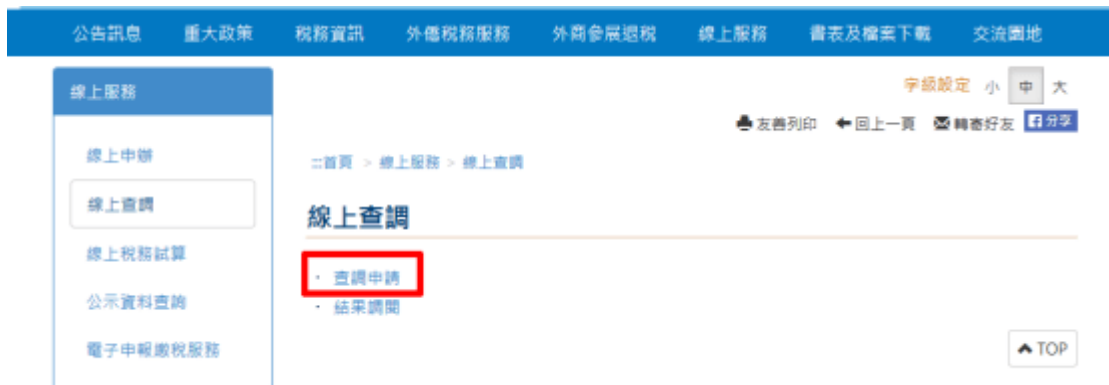 公告訊息 重大政策 稅務資訊 外僑稅務服務 外商參展退稅 線上服務 書表及檔案下載 交流園地
線上服務
字級設定 小 中 大
友善列印 回上一頁 轉寄好友 分享
線上申辦
:::首頁 > 線上服務 > 線上查調
線上查調
線上查調
線上稅務試算
· 查調申請
公示資料查詢
· 結果調閱
電子申報繳稅服務
TOP